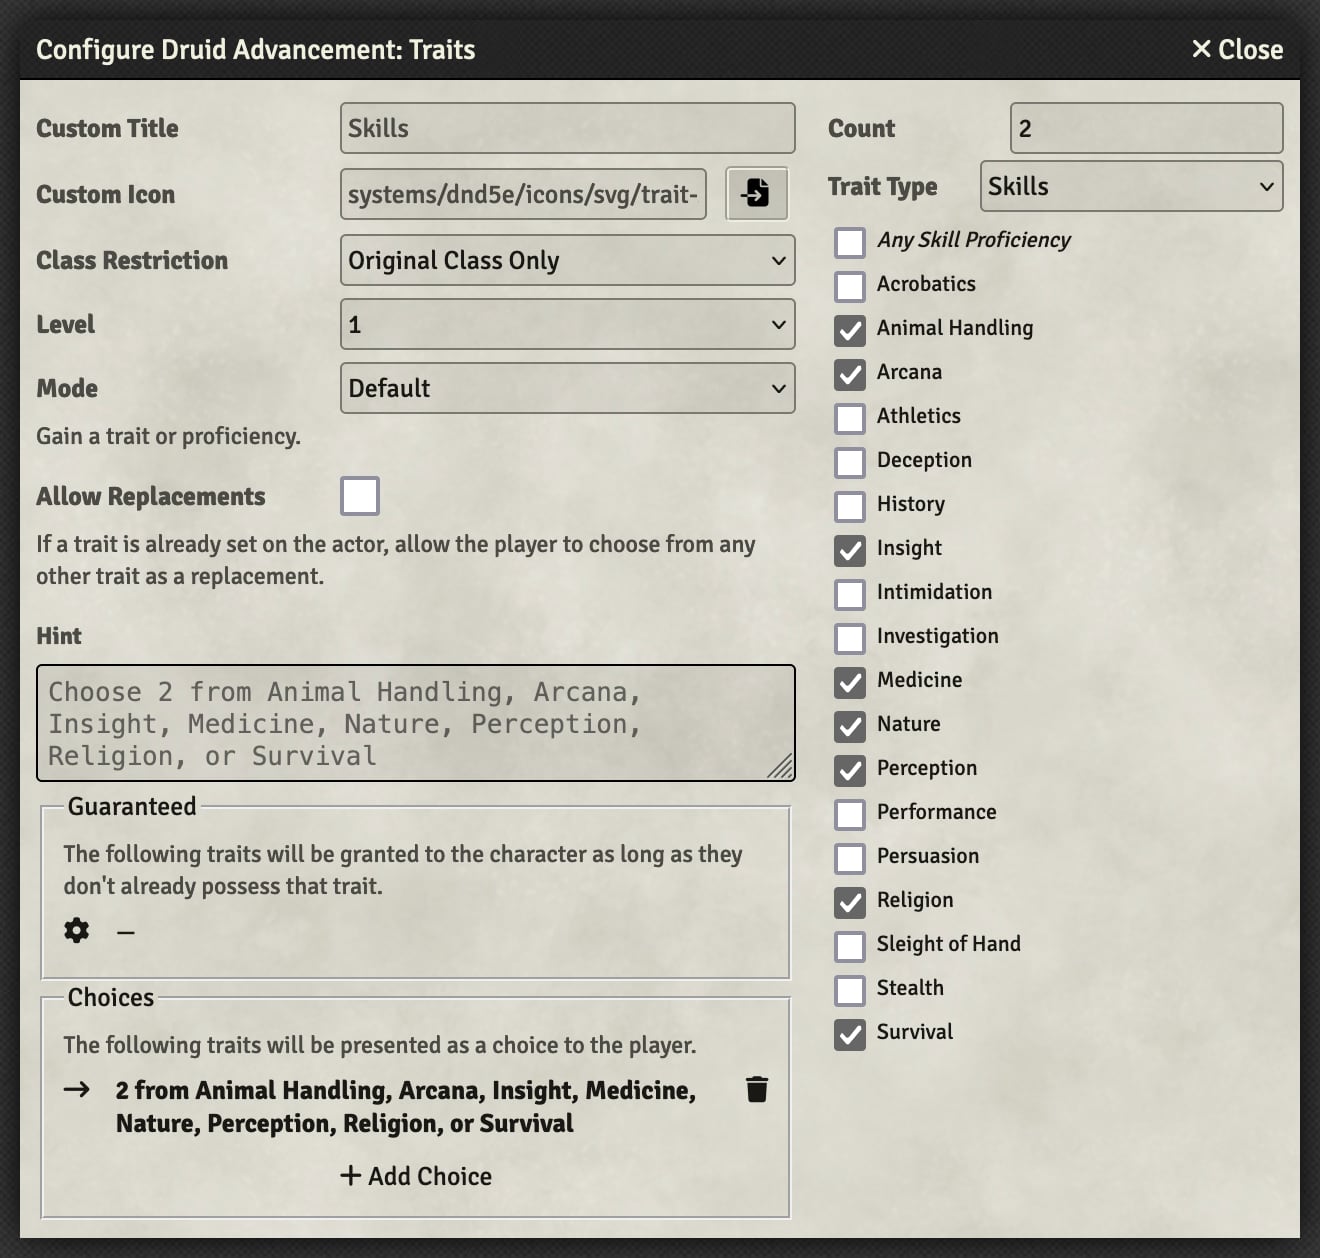 Configure Druid Advancement: Traits
Close
Custom Title
Skills
Custom Icon
systems/dnd5e/icons/svg/trait-
Class Restriction
Original Class Only
Level
1
Mode
Default
Gain a trait or proficiency.
Allow Replacements
If a trait is already set on the actor, allow the player to choose from any
other trait as a replacement.
Hint
Choose 2 from Animal Handling, Arcana,
Insight, Medicine, Nature, Perception,
Religion, or Survival
Guaranteed
The following traits will be granted to the character as long as they
don't already possess that trait.
–
Choices
The following traits will be presented as a choice to the player.
2 from Animal Handling, Arcana, Insight, Medicine,
Nature, Perception, Religion, or Survival
Add Choice
Count
2
Trait Type
Skills
Any Skill Proficiency
Acrobatics
Animal Handling
Arcana
Athletics
Deception
History
Insight
Intimidation
Investigation
Medicine
Nature
Perception
Performance
Persuasion
Religion
Sleight of Hand
Stealth
Survival